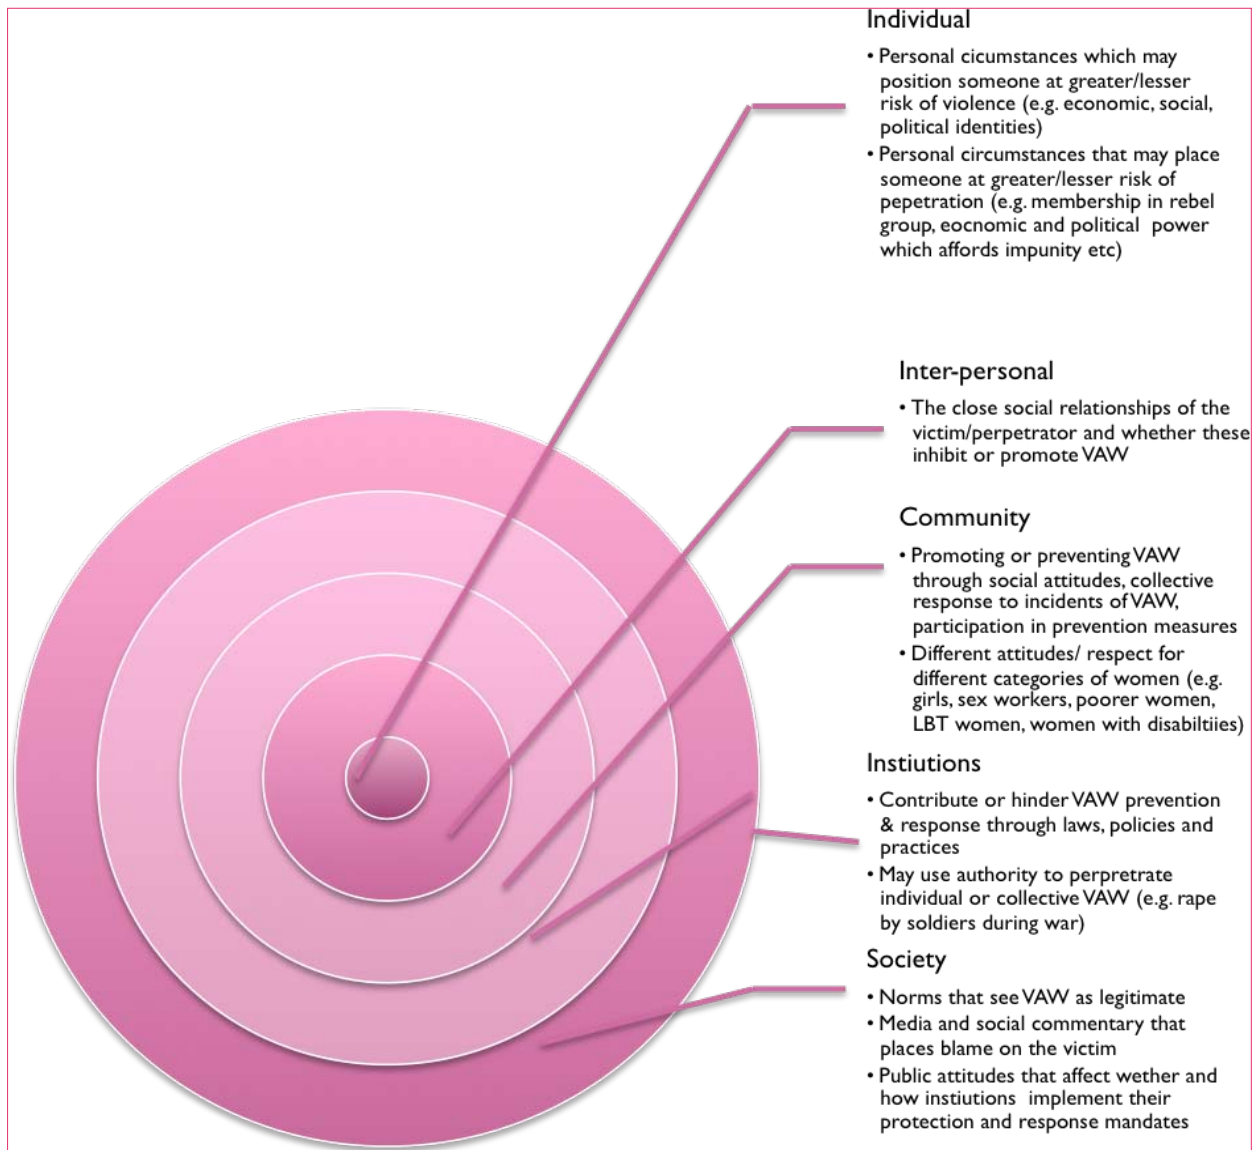 Individual
• Personal cicumstances which may
position someone at greater/lesser
risk of violence (e.g. economic, social,
political identities)
• Personal circumstances that may place
someone at greater/lesser risk of
pepetration (e.g. membership in rebel
group, eocnomic and political power
which affords impunity etc)
Inter-personal
• The close social relationships of the
victim/perpetrator and whether these
inhibit or promote VAW
Community
• Promoting or preventing VAW
through social attitudes, collective
response to incidents of VAW,
participation in prevention measures
• Different attitudes/ respect for
different categories of women (e.g.
girls, sex workers, poorer women,
LBT women, women with disabiltiies)
Instiutions
• Contribute or hinder VAW prevention
& response through laws, policies and
practices
• May use authority to perpretrate
individual or collective VAW (e.g. rape
by soldiers during war)
Society
• Norms that see VAW as legitimate
• Media and social commentary that
places blame on the victim
• Public attitudes that affect wether and
how instiutions implement their
protection and response mandates